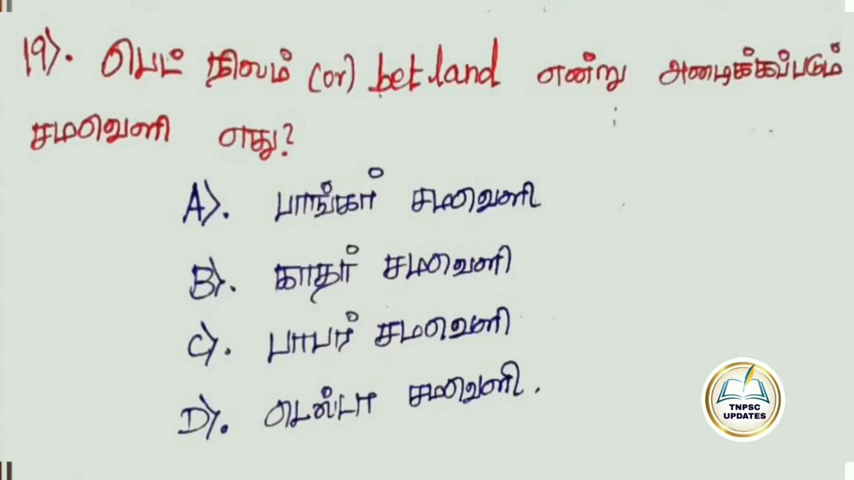 19). பெட் நிலம் (or) bet land என்று அழைக்கப்படும்
சமவெளி எது?
A). பாங்கர் சமவெளி
B). காதர் சமவெளி
C). பாபர் சமவெளி
D). டெல்டா சமவெளி.
TNPSC
UPDATES